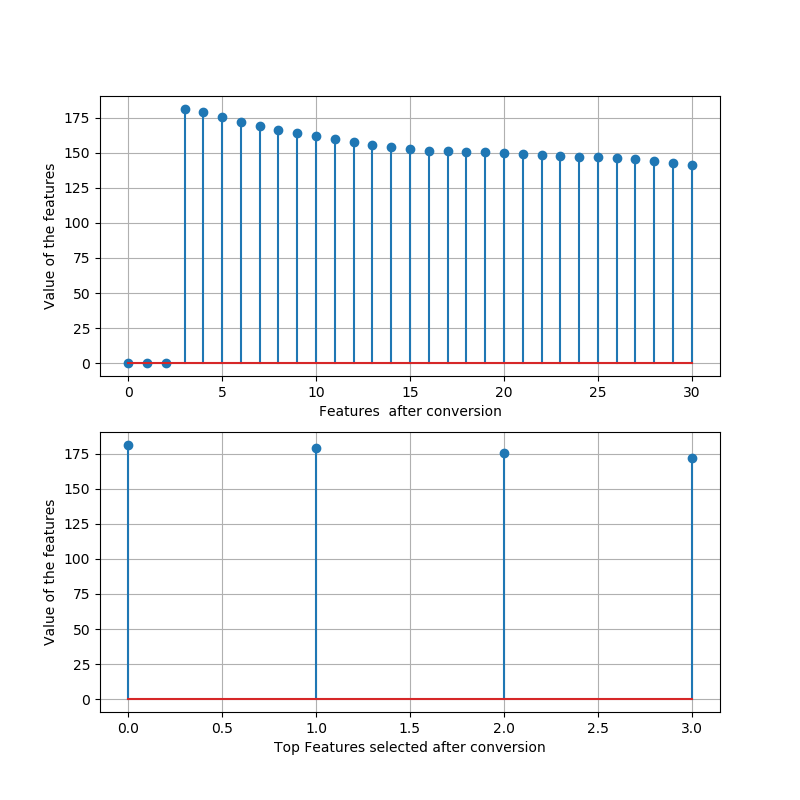 175
150
125
100
75
50
25
0
Value of the features
0 5 10 15 20 25 30
Features  after conversion
175
150
125
100
75
50
25
0
Value of the features
0.0 0.5 1.0 1.5 2.0 2.5 3.0
Top Features selected after conversion